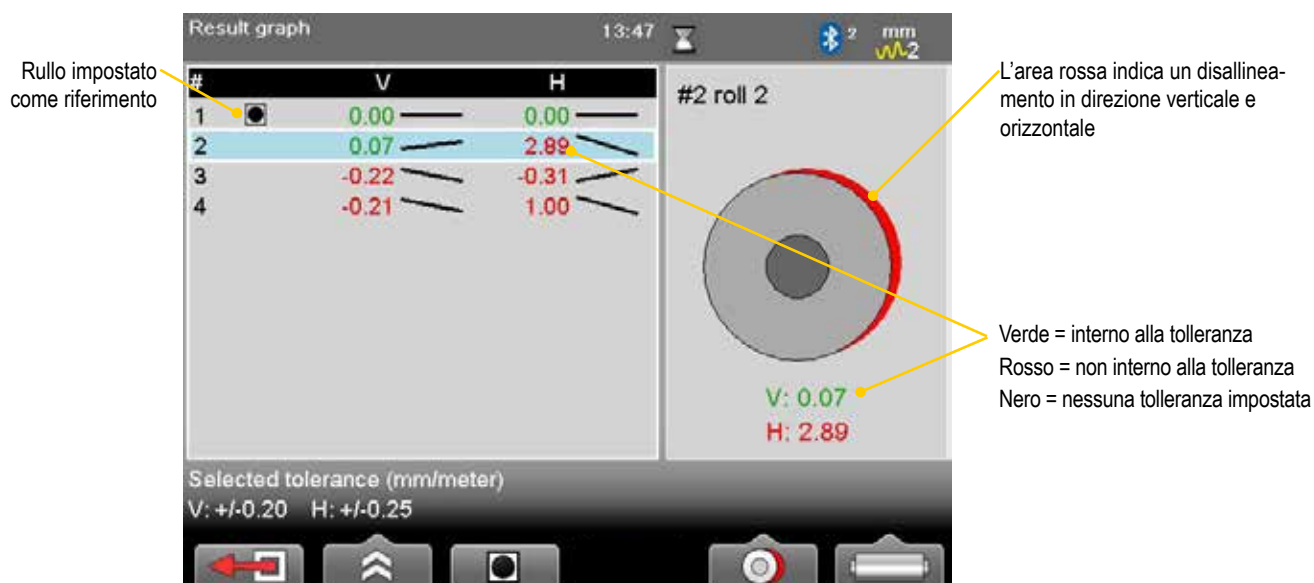 Result graph 13:47 2 mm 2
Rullo impostato
come riferimento
# V H
1 0.00 0.00
2 0.07 2.89
3 -0.22 -0.31
4 -0.21 1.00
#2 roll 2
V: 0.07
H: 2.89
L’area rossa indica un disallinea-
mento in direzione verticale e
orizzontale
Verde = interno alla tolleranza
Rosso = non interno alla tolleranza
Nero = nessuna tolleranza impostata
Selected tolerance (mm/meter)
V: +/-0.20 H: +/-0.25